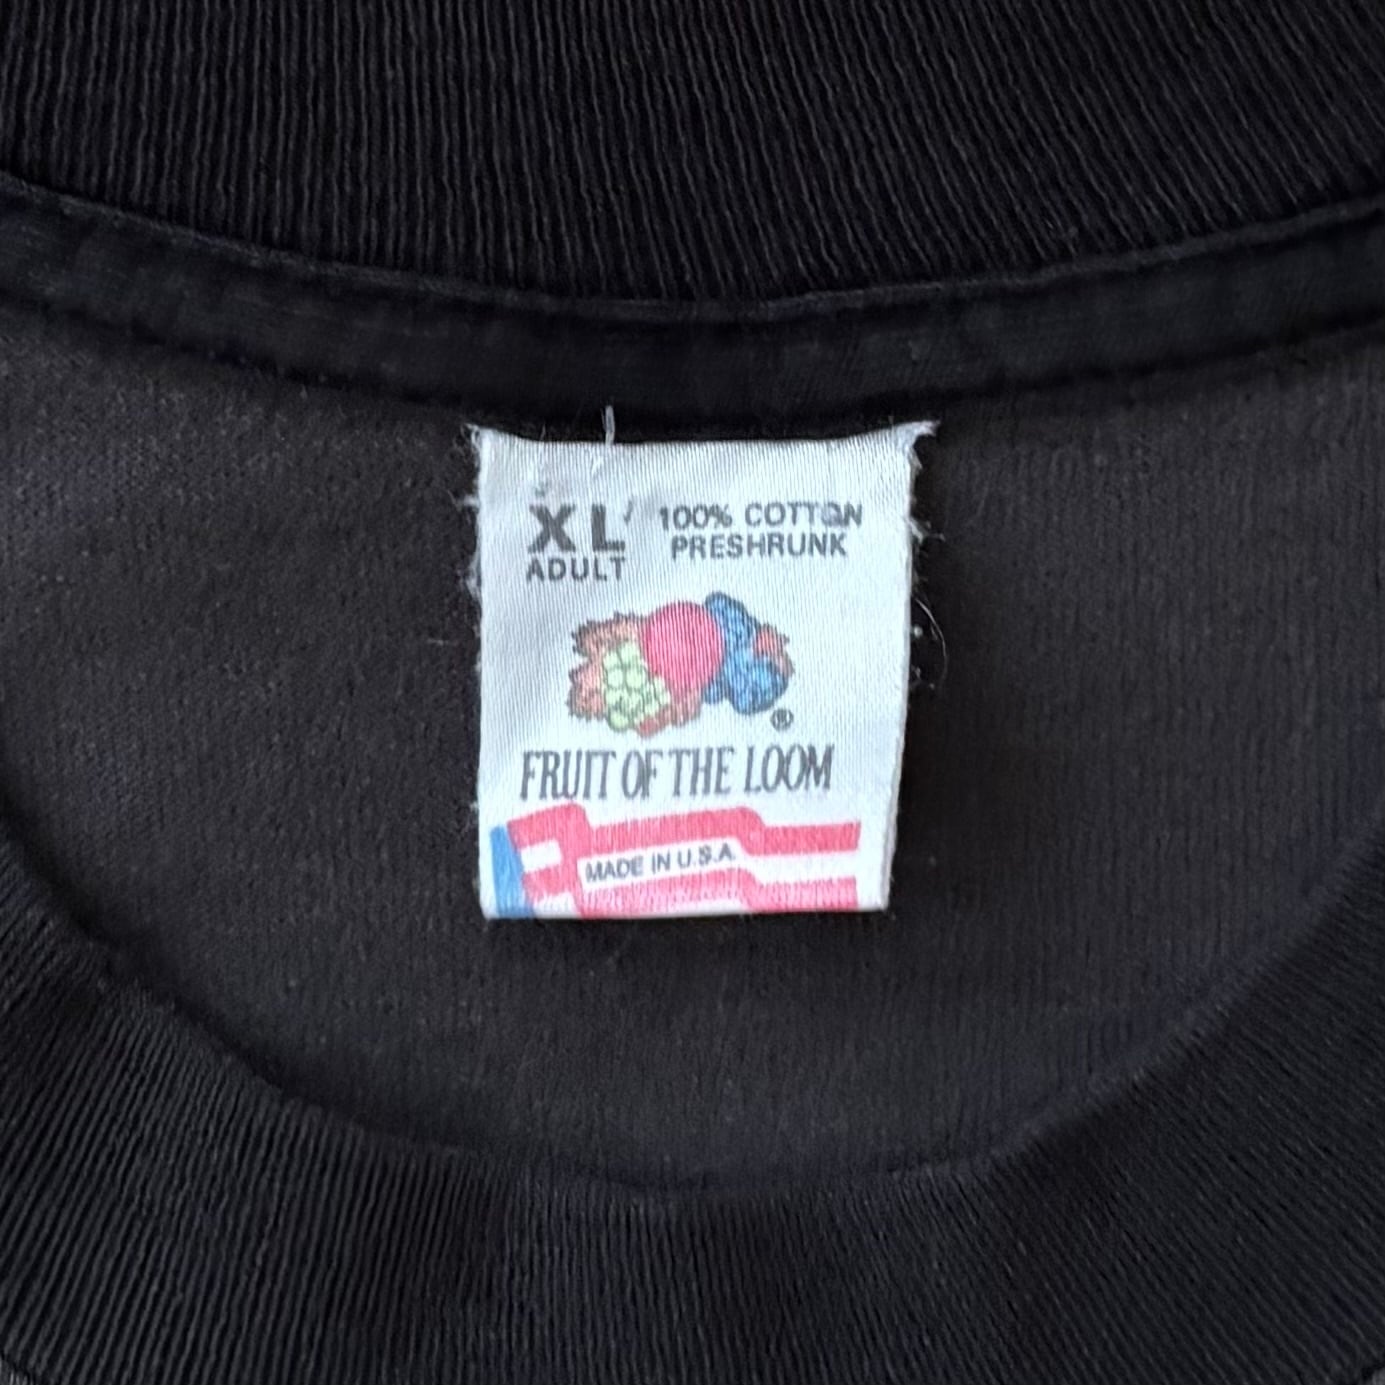 XL
ADULT
100% COTTON
PRESHRUNK
®
FRUIT OF THE LOOM
MADE IN U.S.A.